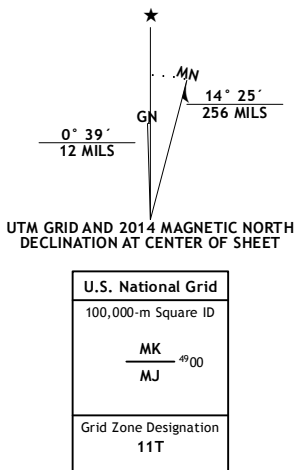 ★
MN
GN
14° 25´
256 MILS
0° 39´
12 MILS
UTM GRID AND 2014 MAGNETIC NORTH
DECLINATION AT CENTER OF SHEET
U.S. National Grid
100,000-m Square ID
MK
4900
MJ
Grid Zone Designation
11T